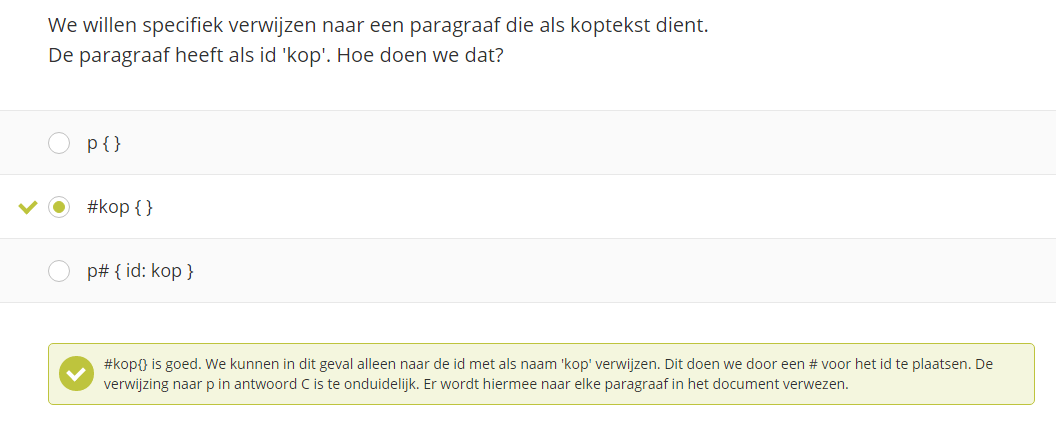 We willen specifiek verwijzen naar een paragraaf die als koptekst dient.
De paragraaf heeft als id 'kop'. Hoe doen we dat?
p { }
#kop { }
p# { id: kop }
#kop{} is goed. We kunnen in dit geval alleen naar de id met als naam 'kop' verwijzen. Dit doen we door een # voor het id te plaatsen. De
verwijzing naar p in antwoord C is te onduidelijk. Er wordt hiermee naar elke paragraaf in het document verwezen.